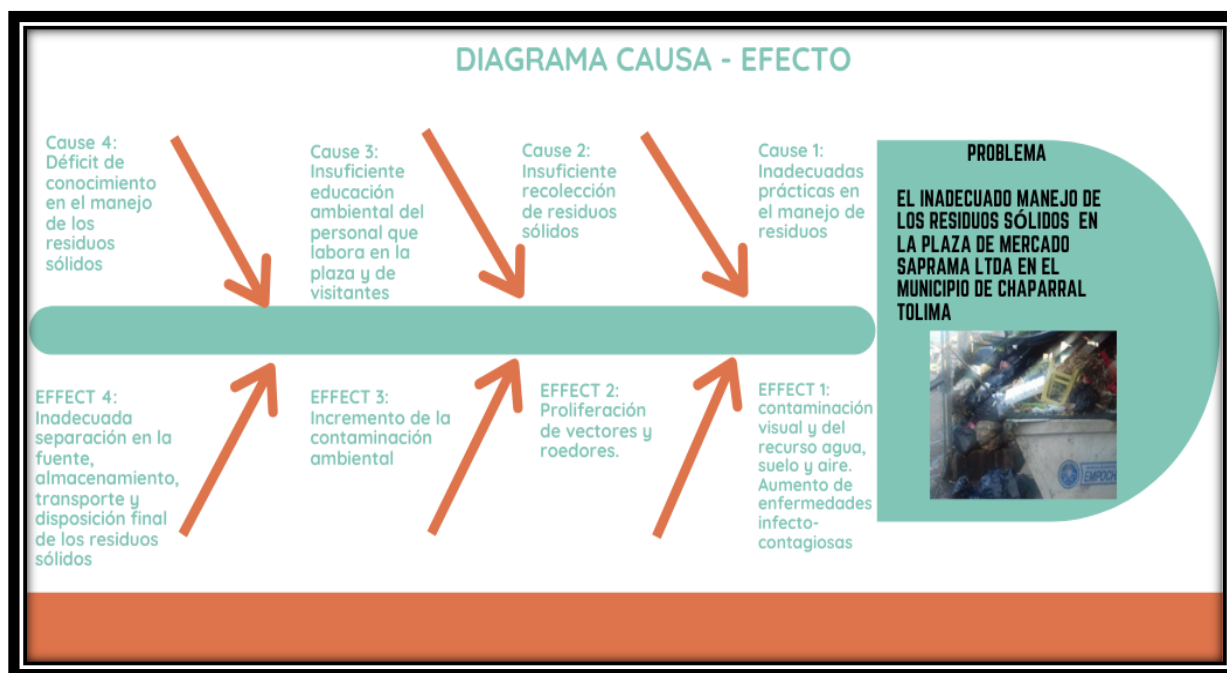 DIAGRAMA CAUSA - EFECTO
Cause 4:
Déficit de
conocimiento
en el manejo
de los
residuos
sólidos
Cause 3:
Insuficiente
educación
ambiental del
personal que
labora en la
plaza y de
visitantes
Cause 2:
Insuficiente
recolección
de residuos
sólidos
Cause 1:
Inadecuadas
prácticas en
el manejo de
residuos
PROBLEMA
EL INADECUADO MANEJO DE
LOS RESIDUOS SÓLIDOS EN
LA PLAZA DE MERCADO
SAPRAMA LTDA EN EL
MUNICIPIO DE CHAPARRAL
TOLIMA
EFFECT 4:
Inadecuada
separación en la
fuente,
almacenamiento,
transporte y
disposición final
de los residuos
sólidos
EFFECT 3:
Incremento de la
contaminación
ambiental
EFFECT 2:
Proliferación
de vectores y
roedores.
EFFECT 1:
contaminación
visual y del
recurso agua,
suelo y aire.
Aumento de
enfermedades
infecto-
contagiosas
EMPOCH